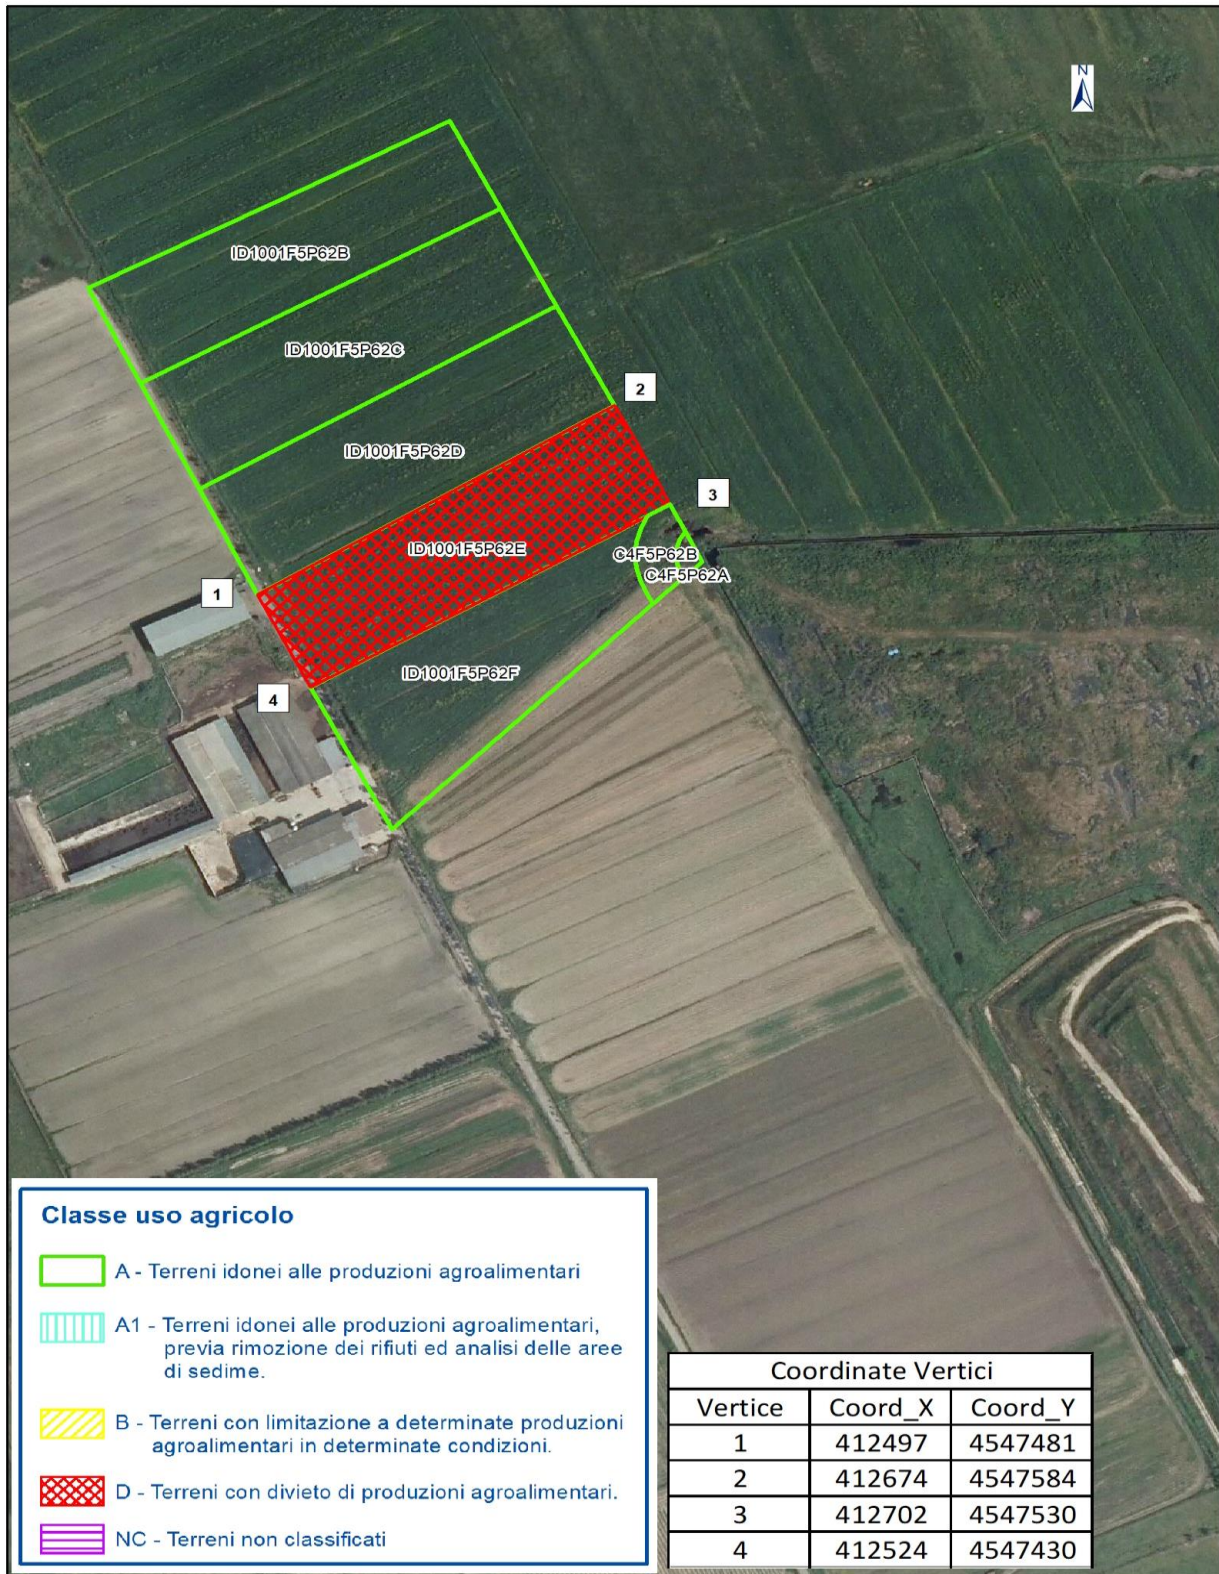 N
ID1001F5P62B
ID1001F5P62C
2
ID1001F5P62D
3
ID1001F5P62E
C4F5P62B
C4F5P62A
1
ID1001F5P62F
4
Classe uso agricolo
A - Terreni idonei alle produzioni agroalimentari
A1 - Terreni idonei alle produzioni agroalimentari,
previa rimozione dei rifiuti ed analisi delle aree
di sedime.
B - Terreni con limitazione a determinate produzioni
agroalimentari in determinate condizioni.
D - Terreni con divieto di produzioni agroalimentari.
NC - Terreni non classificati
Coordinate Vertici
Vertice Coord_X Coord_Y
1 412497 4547481
2 412674 4547584
3 412702 4547530
4 412524 4547430